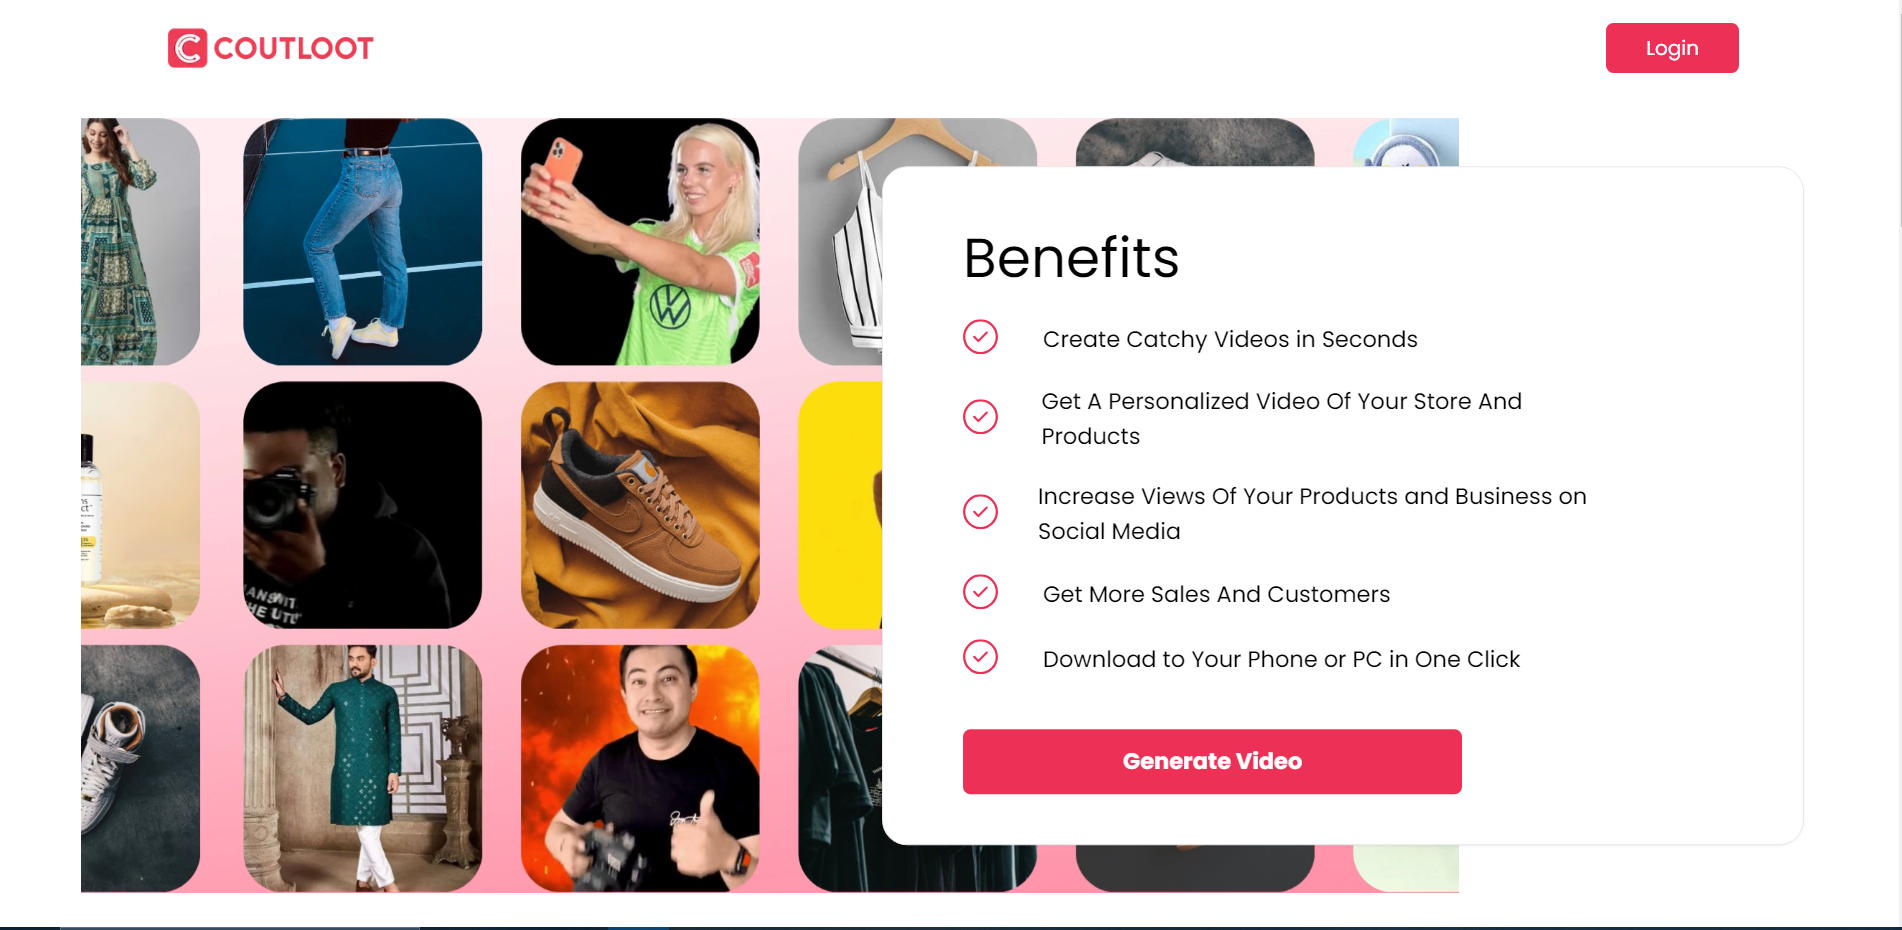 COUTLOOT
Login
Benefits
Create Catchy Videos in Seconds
Get A Personalized Video Of Your Store And
Products
Increase Views Of Your Products and Business on
Social Media
Get More Sales And Customers
Download to Your Phone or PC in One Click
Generate Video